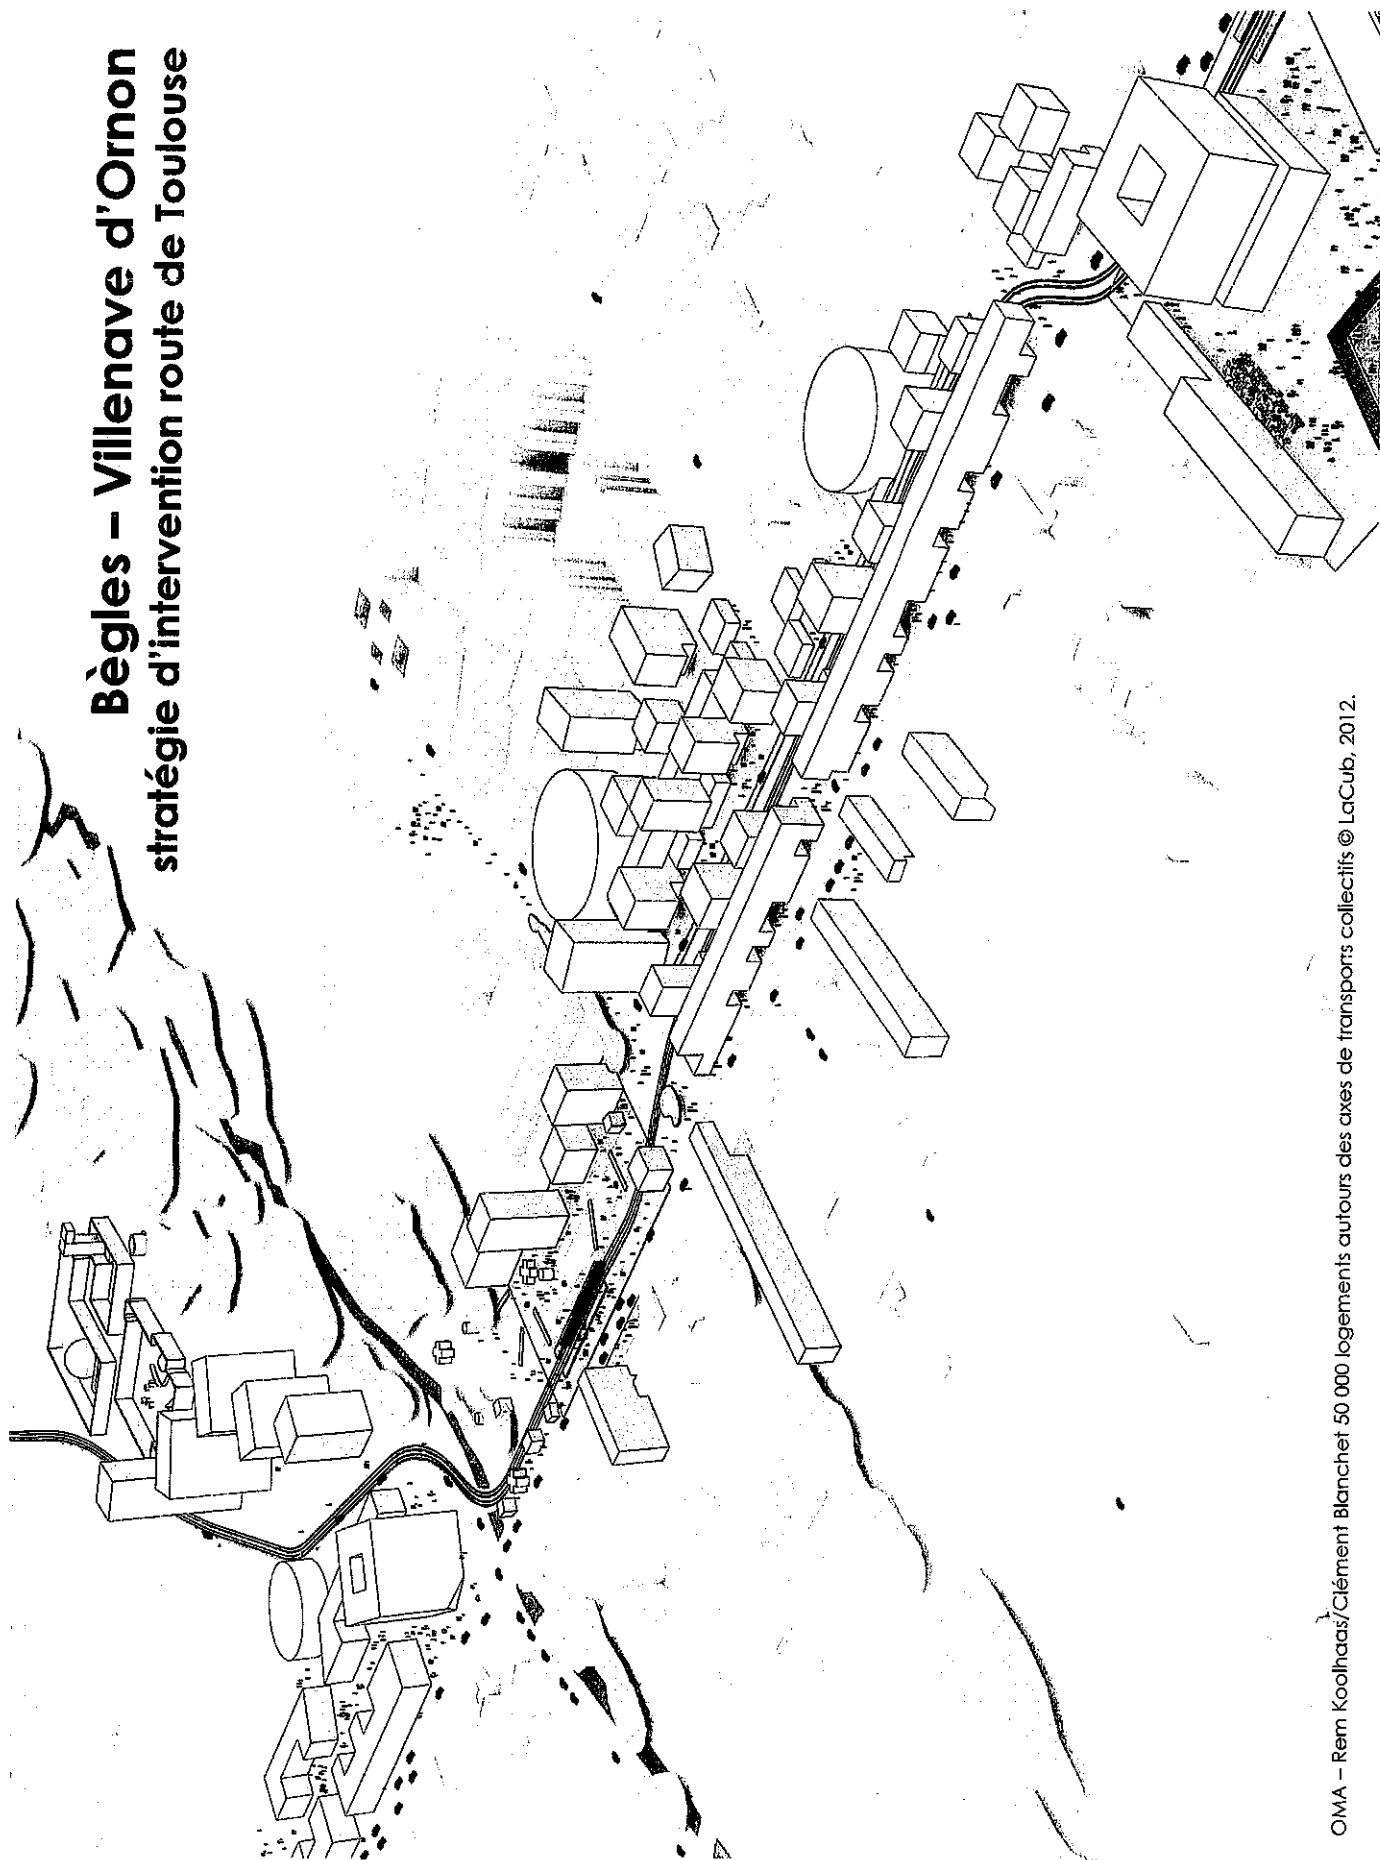 Bègles – Villenave d'Ornon
stratégie d'intervention route de Toulouse
OMA – Rem Koolhaas/Clément Blanchet 50 000 logements autours des axes de transports collectifs © LaCub, 2012.